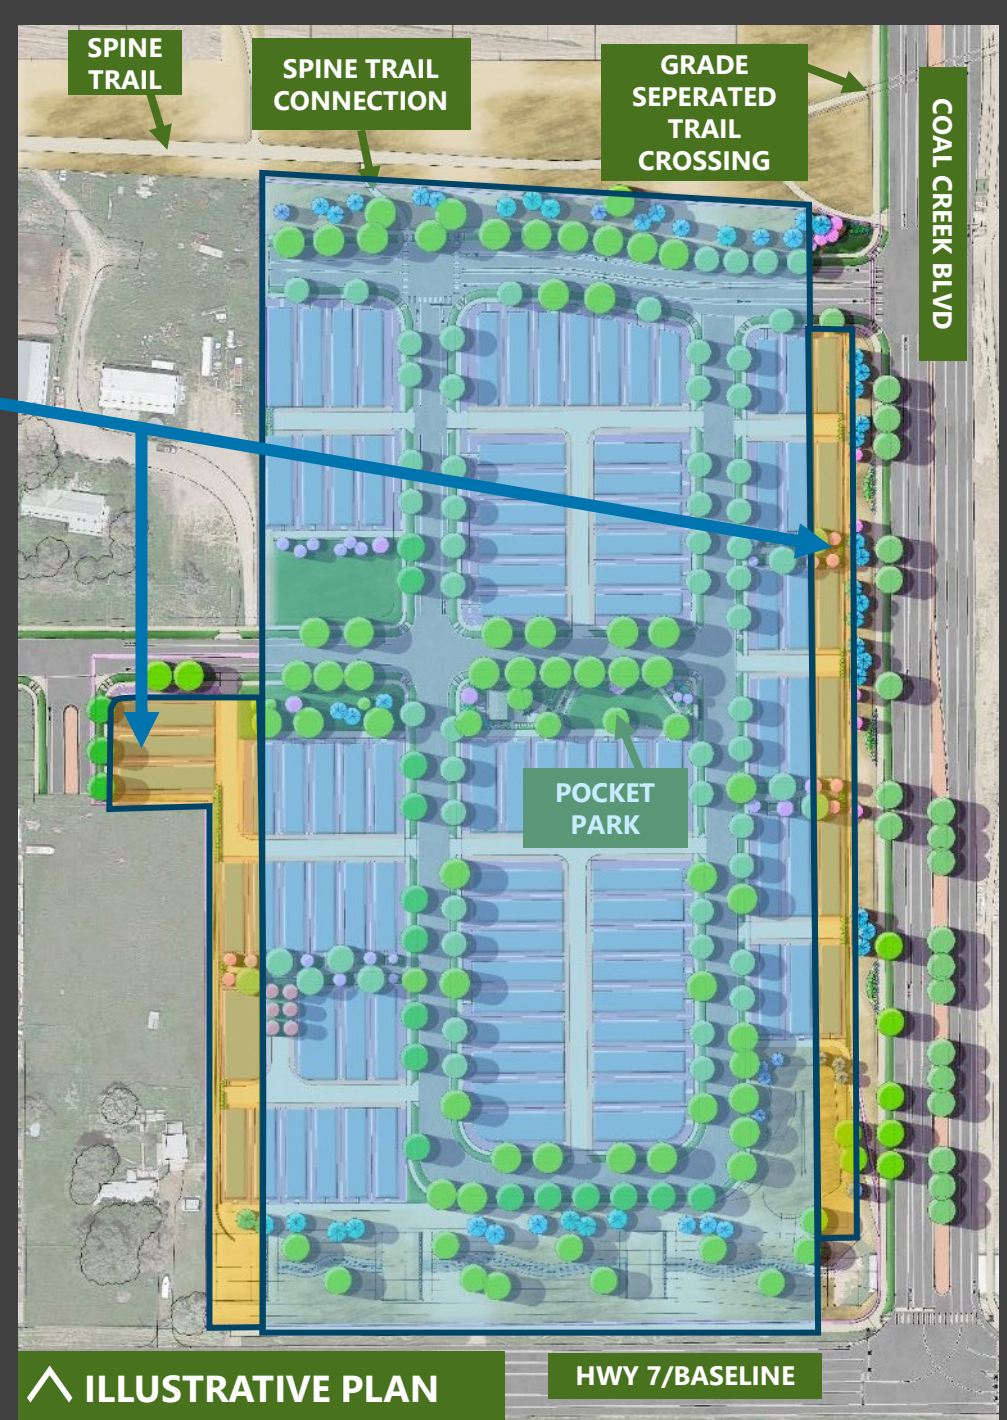 SPINE
TRAIL
SPINE TRAIL
CONNECTION
GRADE
SEPERATED
TRAIL
CROSSING
COAL CREEK BLVD
POCKET
PARK
HWY 7/BASELINE
ILLUSTRATIVE PLAN